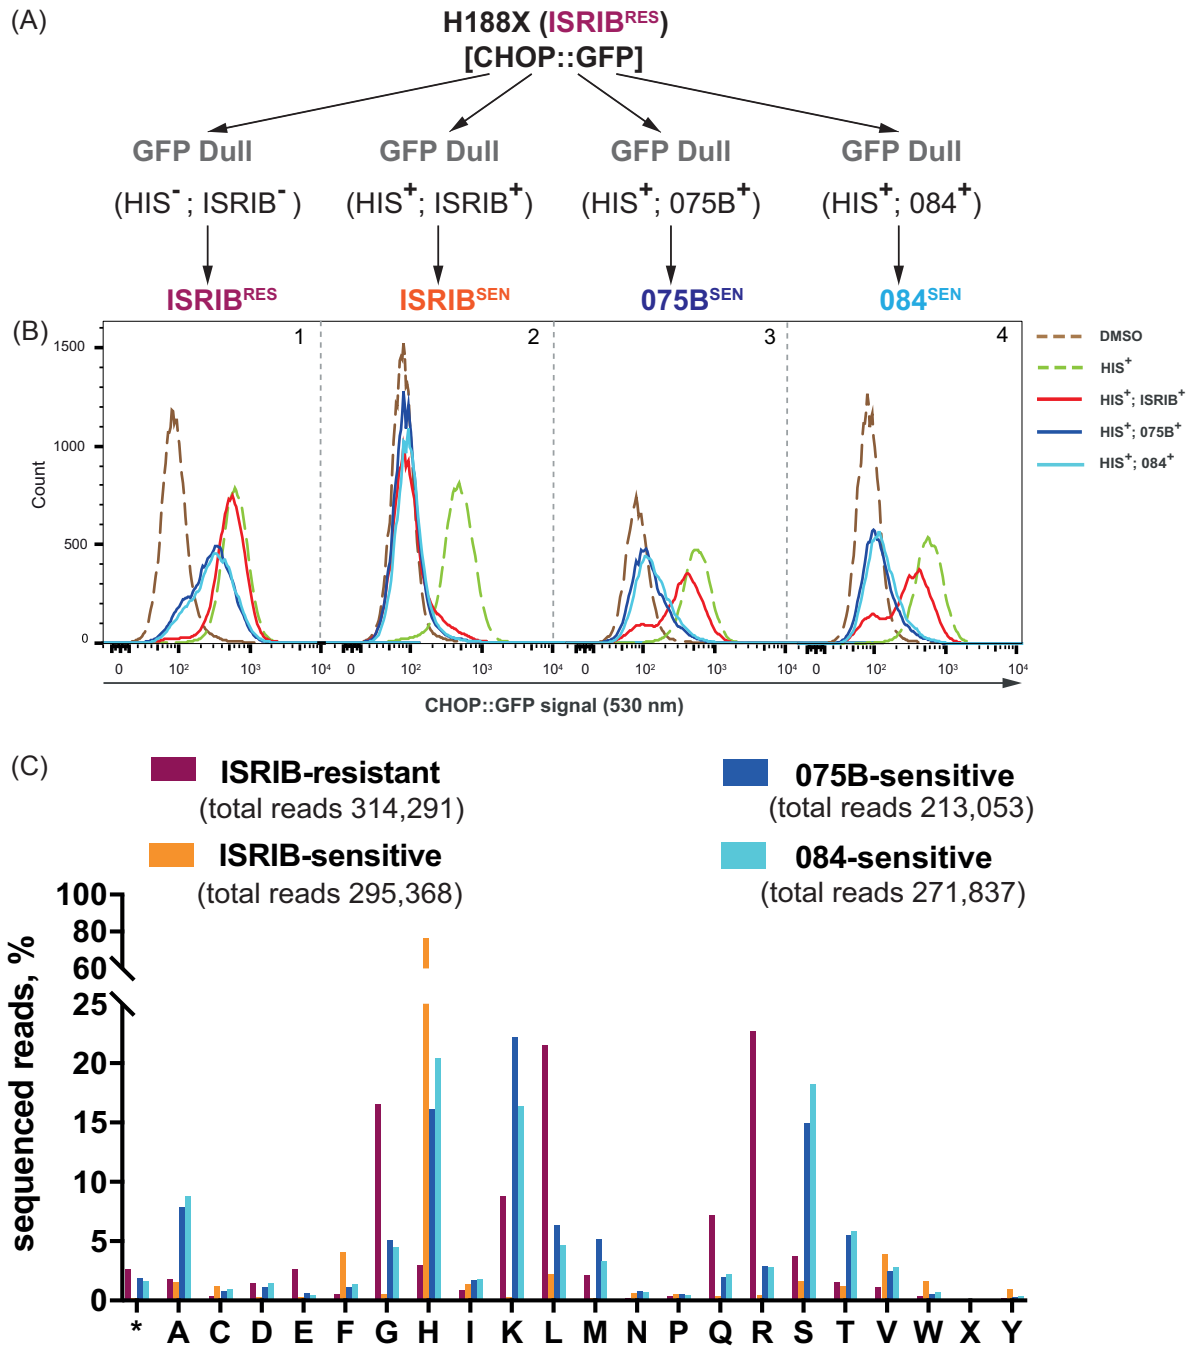 (A)
H188X (ISRIB^RES)
[CHOP::GFP]
GFP Dull GFP Dull GFP Dull GFP Dull
(HIS⁻; ISRIB⁻) (HIS⁺; ISRIB⁺) (HIS⁺; 075B⁺) (HIS⁺; 084⁺)
ISRIB^RES ISRIB^SEN 075B^SEN 084^SEN
(B)
1 2 3 4
1500
1000
500
0
Count
0 10² 10³ 10⁴ 0 10² 10³ 10⁴ 0 10² 10³ 10⁴ 0 10² 10³ 10⁴
CHOP::GFP signal (530 nm)
DMSO
HIS⁺
HIS⁺; ISRIB⁺
HIS⁺; 075B⁺
HIS⁺; 084⁺
(C)
ISRIB-resistant
(total reads 314,291)
ISRIB-sensitive
(total reads 295,368)
075B-sensitive
(total reads 213,053)
084-sensitive
(total reads 271,837)
sequenced reads, %
100
80
60
25
20
15
10
5
0
* A C D E F G H I K L M N P Q R S T V W X Y